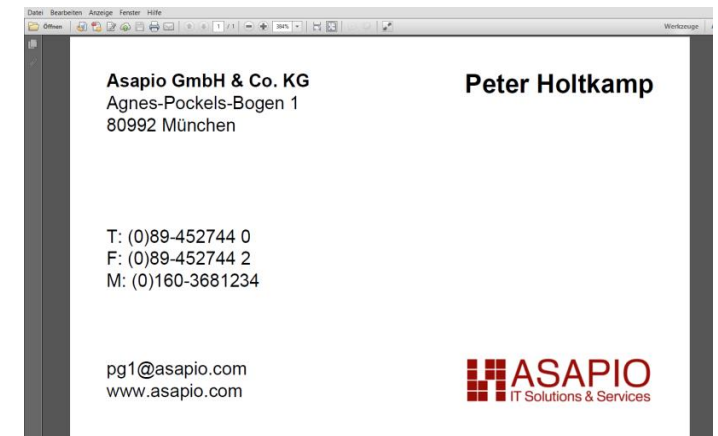 Datei Bearbeiten Anzeige Fenster Hilfe
Öffnen 1 / 1 384% Werkzeuge
Asapio GmbH & Co. KG
Agnes-Pockels-Bogen 1
80992 München
Peter Holtkamp
T: (0)89-452744 0
F: (0)89-452744 2
M: (0)160-3681234
pg1@asapio.com
www.asapio.com
ASAPIO
IT Solutions & Services